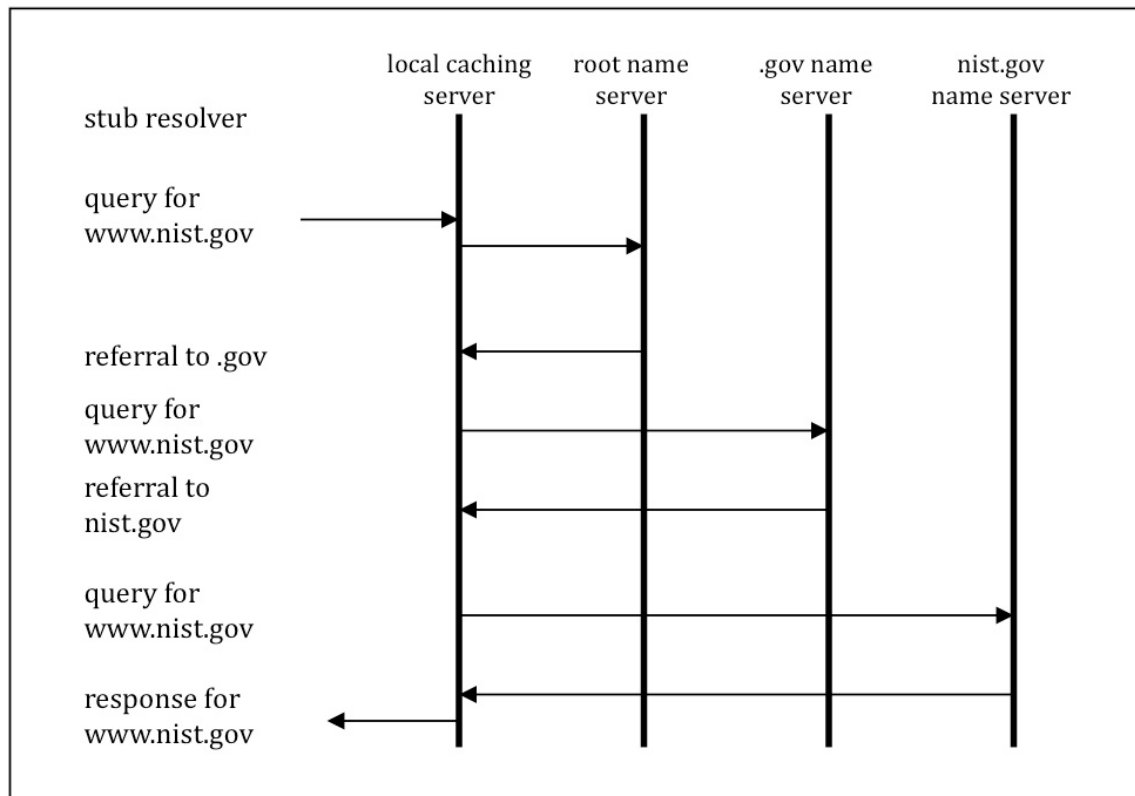 local caching
server
root name
server
.gov name
server
nist.gov
name server
stub resolver
query for
www.nist.gov
referral to .gov
query for
www.nist.gov
referral to
nist.gov
query for
www.nist.gov
response for
www.nist.gov